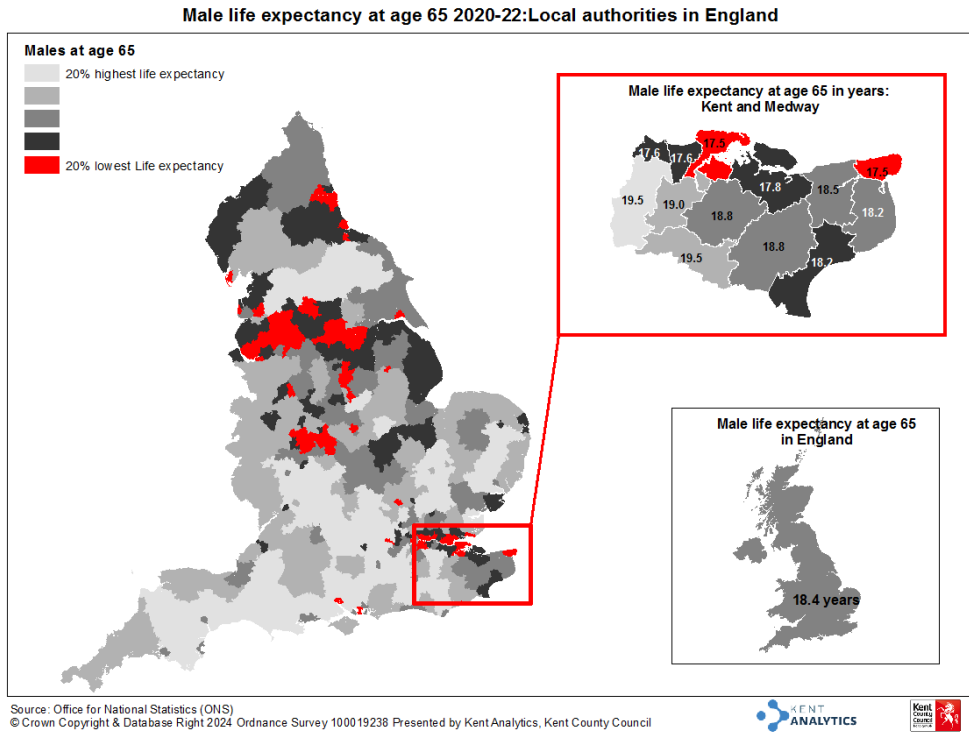 Male life expectancy at age 65 2020-22:Local authorities in England
Males at age 65
20% highest life expectancy
20% lowest Life expectancy
Male life expectancy at age 65 in years:
Kent and Medway
17.6
17.6
17.5
17.8
18.5
17.5
19.5
19.0
18.8
18.2
18.8
19.5
18.2
Male life expectancy at age 65
in England
18.4 years
Source: Office for National Statistics (ONS)
© Crown Copyright & Database Right 2024 Ordnance Survey 100019238 Presented by Kent Analytics, Kent County Council
KENT
ANALYTICS
Kent
County
Council